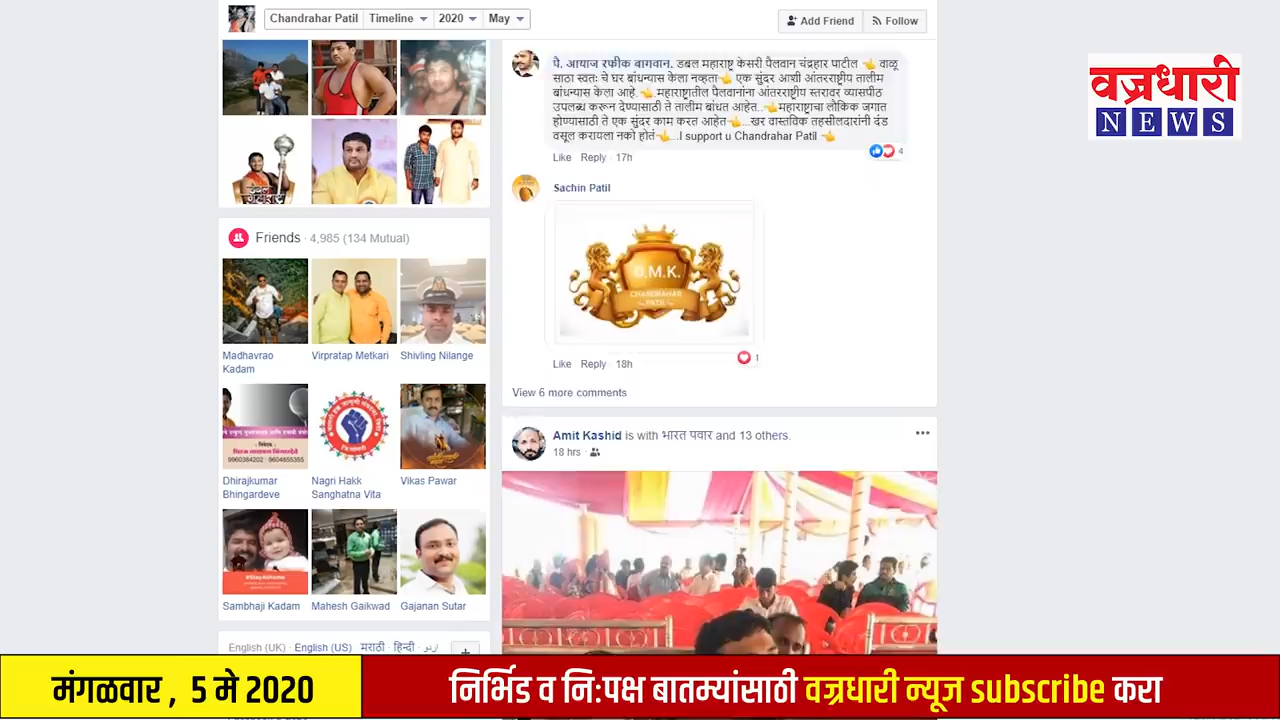 Chandrahar Patil Timeline 2020 May
Add Friend Follow
पै. आयाज रफीक बागवान. डबल महाराष्ट्र केसरी पैलवान चंद्रहार पाटील 👈 वाळू
साठा स्वतः चे घर बांधन्यास केला नव्हता👈 एक सुंदर आशी आंतरराष्ट्रीय तालीम
बांधन्यास केला आहे.👈.महाराष्ट्रातील पैलवानांना आंतरराष्ट्रीय स्तरावर व्यासपीठ
उपलब्ध करून देण्यासाठी ते तालीम बांधत आहेत..👈महाराष्ट्राचा लौकिक जगात
होण्यासाठी ते एक सुंदर काम करत आहेत👈...खर वास्तविक तहसीलदारांनी दंड
वसूल करायला नको होतं👈...I support u Chandrahar Patil 👈
4
Like Reply · 17h
Sachin Patil
D.M.K.
CHANDRAHAR
PATIL
1
Like Reply · 18h
View 6 more comments
Amit Kashid is with भारत पवार and 13 others.
18 hrs ·
Friends · 4,985 (134 Mutual)
Madhavrao
Kadam
Virpratap Metkari
Shivling Nilange
9960384202 9604855355
Dhirajkumar
Bhingardeve
Nagri Hakk
Sanghatna Vita
Vikas Pawar
#StayAtHome
Sambhaji Kadam
Mahesh Gaikwad
Gajanan Sutar
English (UK) · English (US) · मराठी · हिन्दी · اردو
वज्रधारी
NEWS
मंगळवार , 5 मे 2020
निर्भिड व निःपक्ष बातम्यांसाठी वज्रधारी न्यूज subscribe करा